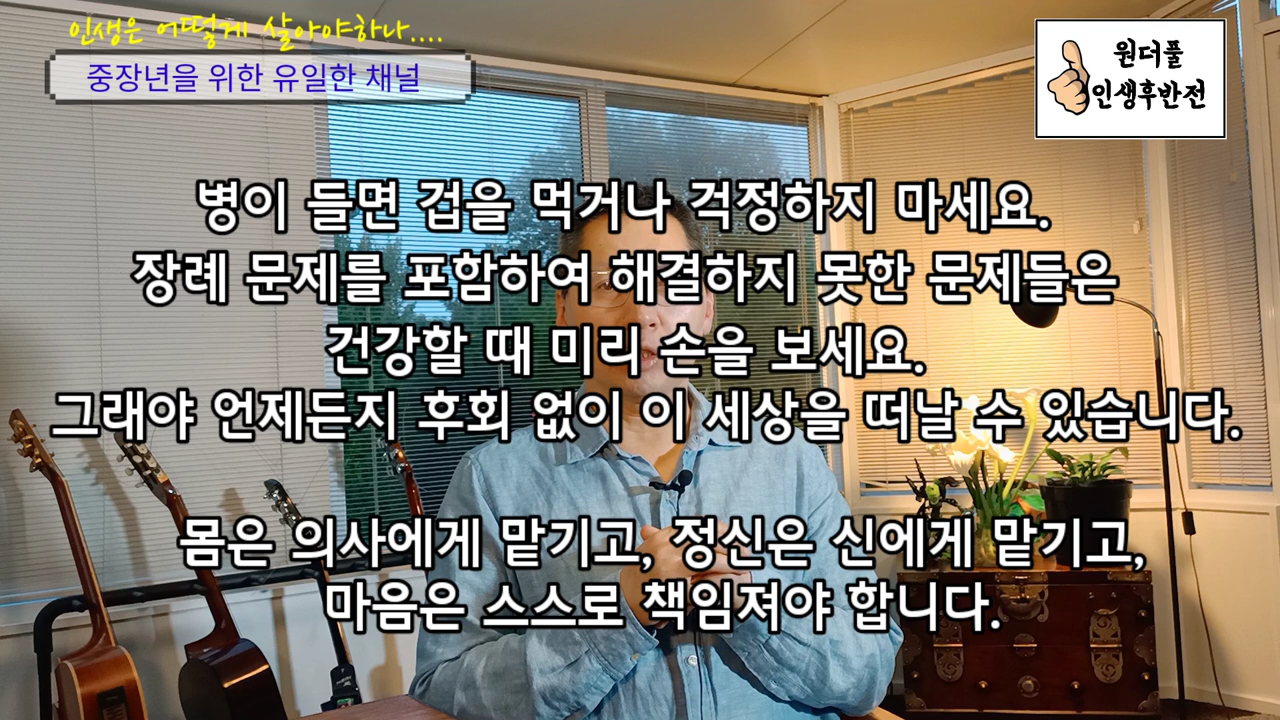 인생은 어떻게 살아야하나....
중장년을 위한 유일한 채널
원더풀
인생후반전
병이 들면 겁을 먹거나 걱정하지 마세요.
장례 문제를 포함하여 해결하지 못한 문제들은
건강할 때 미리 손을 보세요.
그래야 언제든지 후회 없이 이 세상을 떠날 수 있습니다.
몸은 의사에게 맡기고, 정신은 신에게 맡기고,
마음은 스스로 책임져야 합니다.